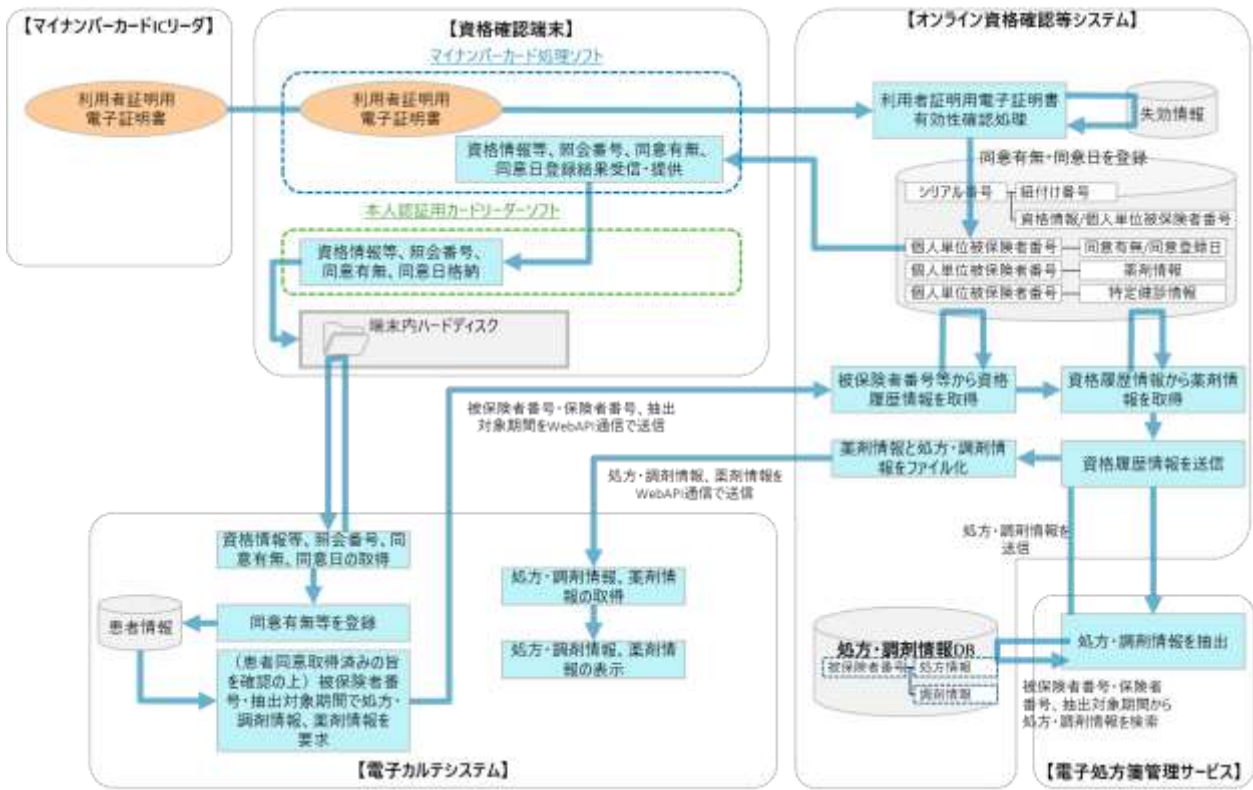 【マイナンバーカードICリーダ】
利用者証明用
電子証明書
【資格確認端末】
マイナンバーカード処理ソフト
利用者証明用
電子証明書
資格情報等、照会番号、同意有無、
同意日登録結果受信・提供
本人認証用カードリーダーソフト
資格情報等、照会番号、
同意有無、同意日格納
端末内ハードディスク
【オンライン資格確認等システム】
利用者証明用電子証明書
有効性確認処理
失効情報
同意有無・同意日を登録
シリアル番号
紐付け番号
資格情報/個人単位被保険者番号
個人単位被保険者番号
同意有無/同意登録日
個人単位被保険者番号
薬剤情報
個人単位被保険者番号
特定健診情報
被保険者番号等から資格
履歴情報を取得
資格履歴情報から薬剤情
報を取得
被保険者番号・保険者番号、抽出
対象期間をWebAPI通信で送信
薬剤情報と処方・調剤情
報をファイル化
資格履歴情報を送信
処方・調剤情報、薬剤情報を
WebAPI通信で送信
処方・調剤情報を
送信
資格情報等、照会番号、同
意有無、同意日の取得
患者情報
同意有無等を登録
（患者同意取得済みの旨
を確認の上）被保険者番
号・抽出対象期間で処方・
調剤情報、薬剤情報を
要求
処方・調剤情報、薬剤情
報の取得
処方・調剤情報、薬剤情
報の表示
【電子カルテシステム】
処方・調剤情報DB
被保険者番号
処方情報
調剤情報
処方・調剤情報を抽出
被保険者番号・保険者
番号、抽出対象期間から
処方・調剤情報を検索
【電子処方箋管理サービス】